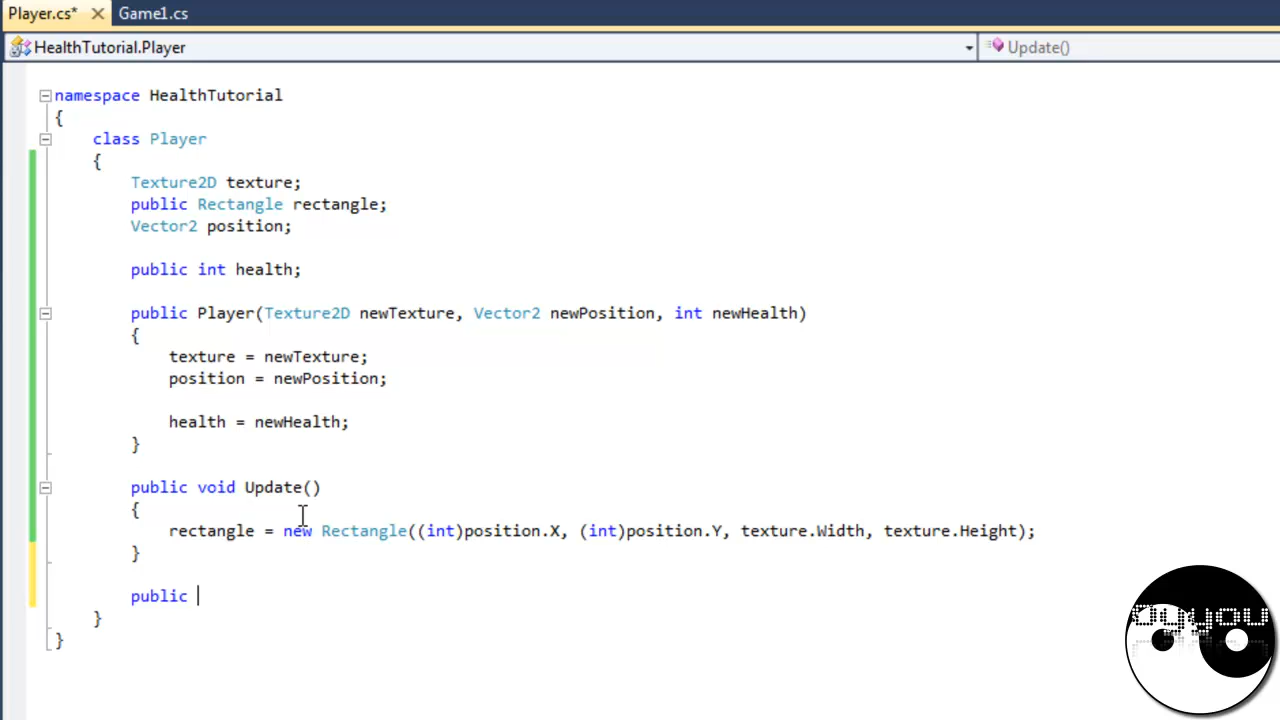 Player.cs* Game1.cs
HealthTutorial.Player Update()
namespace HealthTutorial
{
class Player
{
Texture2D texture;
public Rectangle rectangle;
Vector2 position;
public int health;
public Player(Texture2D newTexture, Vector2 newPosition, int newHealth)
{
texture = newTexture;
position = newPosition;
health = newHealth;
}
public void Update()
{
rectangle = new Rectangle((int)position.X, (int)position.Y, texture.Width, texture.Height);
}
public
}
}